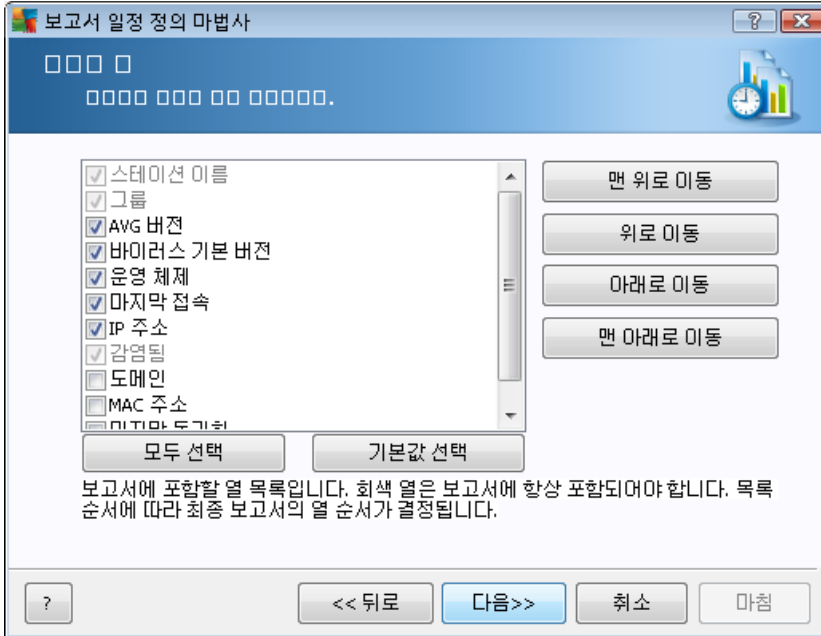 보고서 일정 정의 마법사
?
스테이션 이름
그룹
AVG 버전
바이러스 기본 버전
운영 체제
마지막 접속
IP 주소
감염됨
도메인
MAC 주소
마지막 동기화
맨 위로 이동
위로 이동
아래로 이동
맨 아래로 이동
모두 선택
기본값 선택
보고서에 포함할 열 목록입니다. 회색 열은 보고서에 항상 포함되어야 합니다. 목록
순서에 따라 최종 보고서의 열 순서가 결정됩니다.
?
<< 뒤로
다음>>
취소
마침